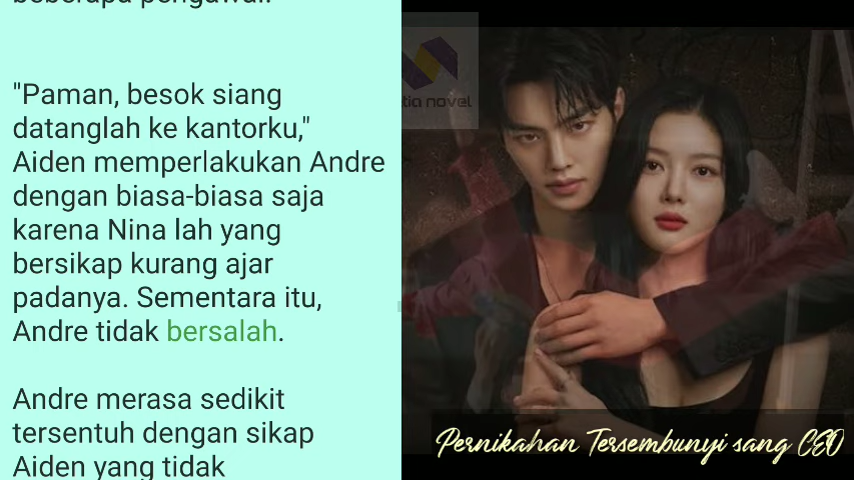 "Paman, besok siang
datanglah ke kantorku,"
Aiden memperlakukan Andre
dengan biasa-biasa saja
karena Nina lah yang
bersikap kurang ajar
padanya. Sementara itu,
Andre tidak bersalah.
Andre merasa sedikit
tersentuh dengan sikap
Aiden yang tidak
novel
Pernikahan Tersembunyi sang CEO